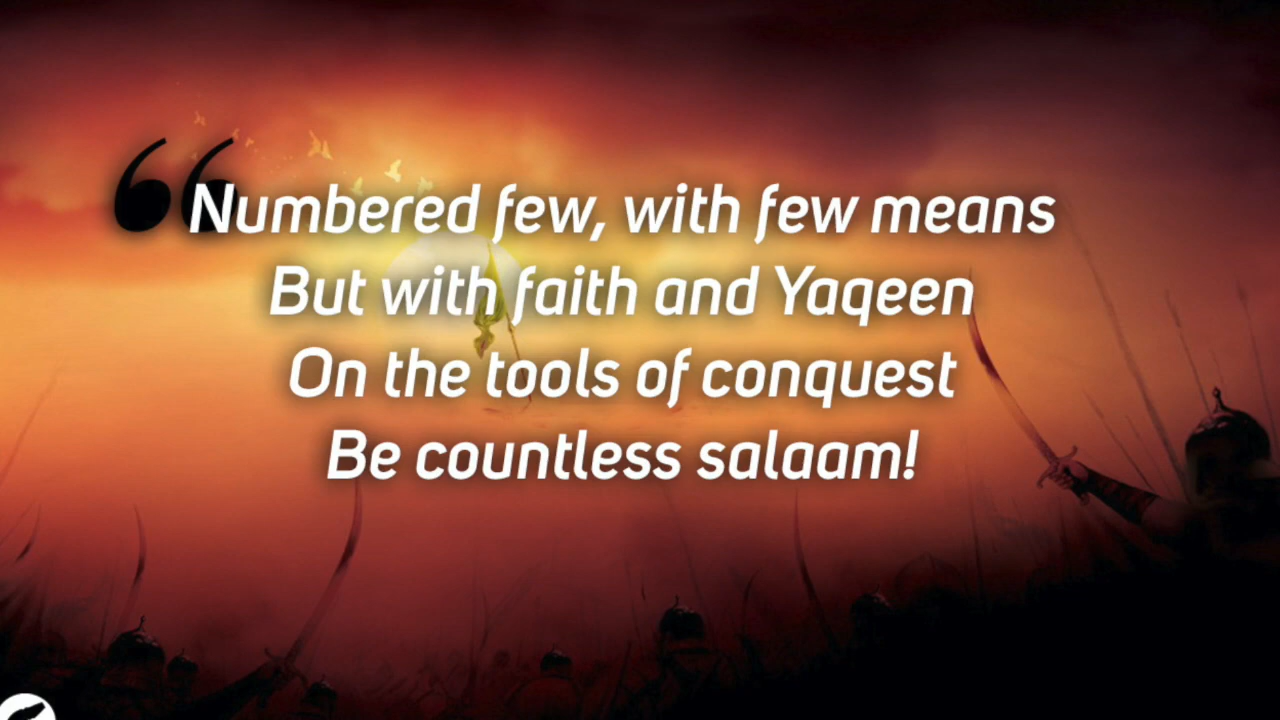 “Numbered few, with few means
But with faith and Yaqeen
On the tools of conquest
Be countless salaam!